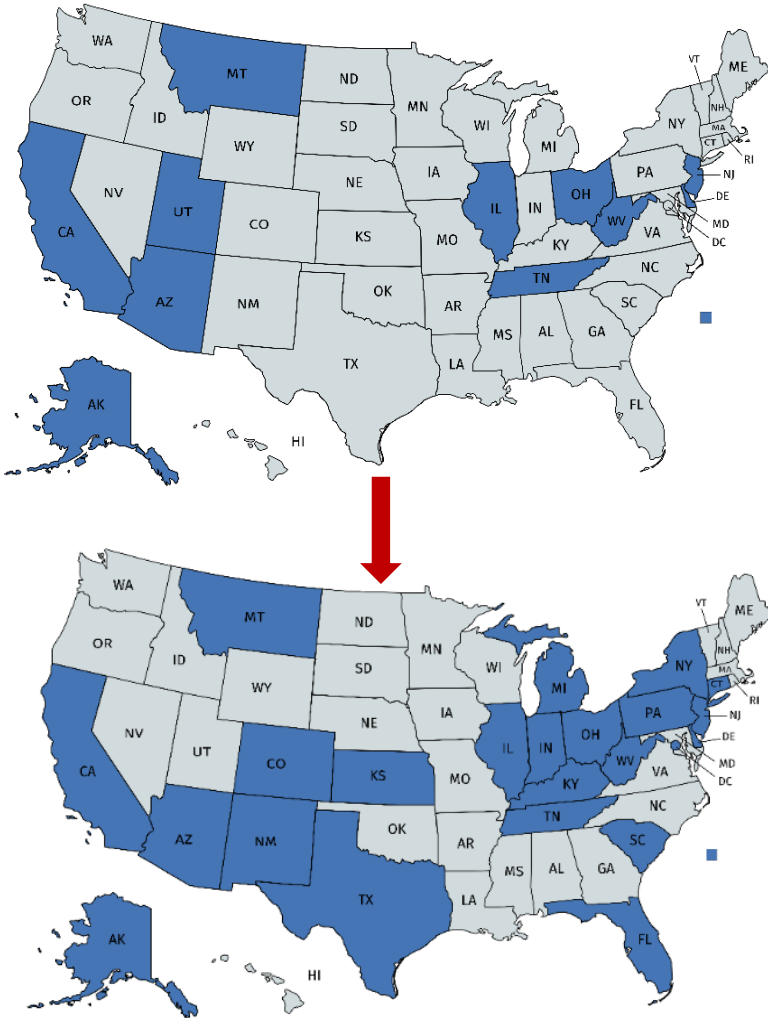 WA
MT
ND
MN
VT
ME
OR
ID
SD
WI
MI
NY
NH
MA
CT
RI
WY
IA
NE
PA
NJ
NV
UT
CO
IL
IN
OH
DE
CA
KS
MO
WV
VA
MD
KY
DC
AZ
NM
OK
TN
NC
AR
SC
MS
AL
GA
TX
LA
AK
FL
HI
WA
MT
ND
MN
VT
ME
OR
ID
SD
WI
MI
NY
NH
MA
CT
RI
WY
IA
NE
PA
NJ
NV
UT
CO
IL
IN
OH
DE
CA
KS
MO
WV
VA
MD
KY
DC
AZ
NM
OK
TN
NC
AR
SC
MS
AL
GA
TX
LA
AK
FL
HI